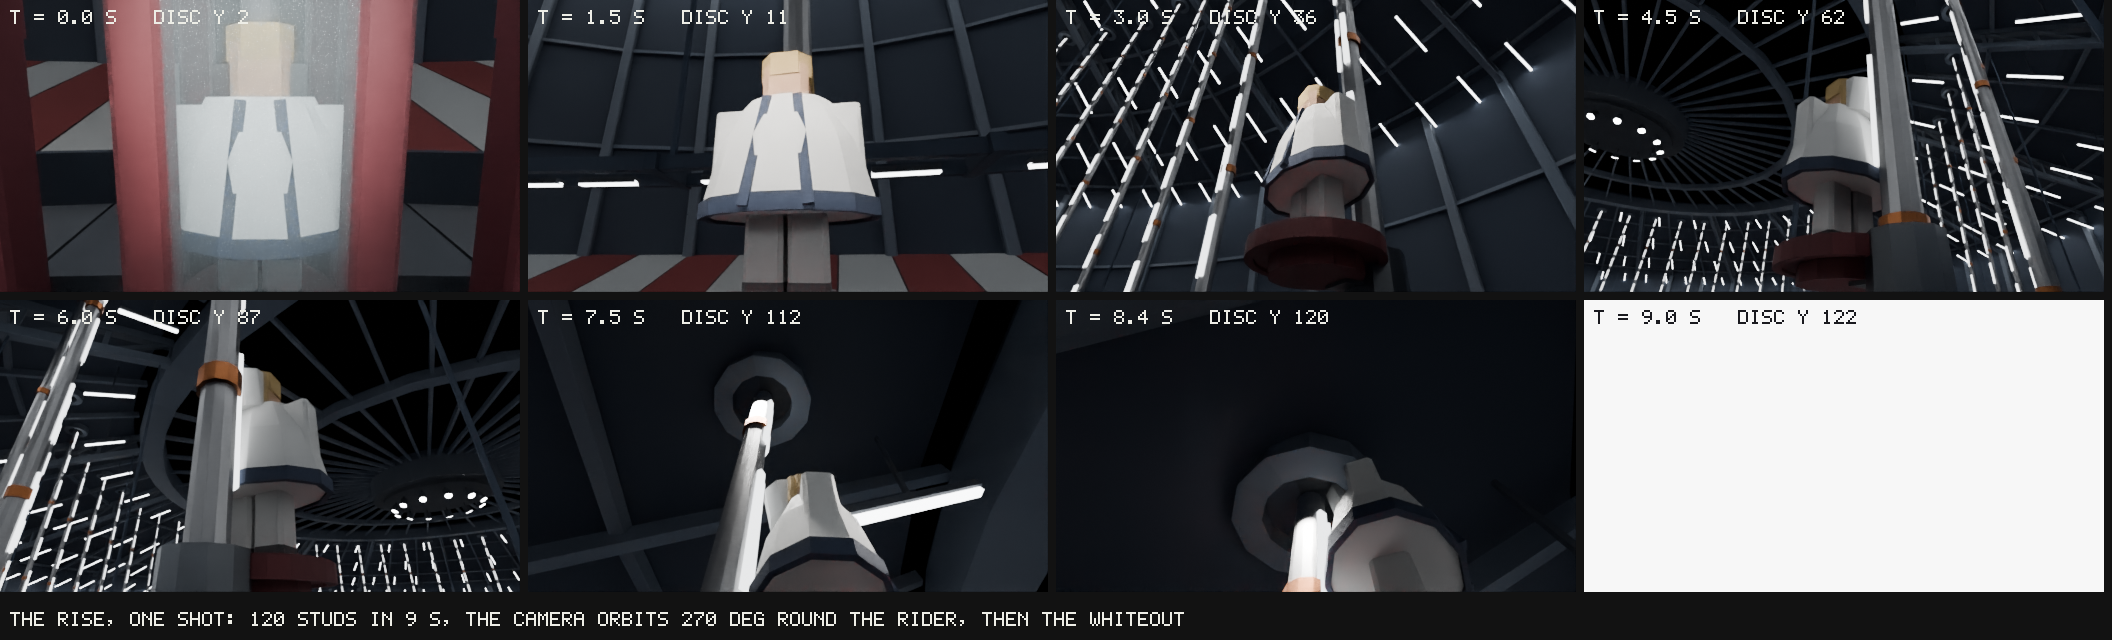 T = 0.0 S DISC Y 2
T = 1.5 S DISC Y 11
T = 3.0 S DISC Y 36
T = 4.5 S DISC Y 62
T = 6.0 S DISC Y 87
T = 7.5 S DISC Y 112
T = 8.4 S DISC Y 120
T = 9.0 S DISC Y 122
THE RISE, ONE SHOT: 120 STUDS IN 9 S, THE CAMERA ORBITS 270 DEG ROUND THE RIDER, THEN THE WHITEOUT